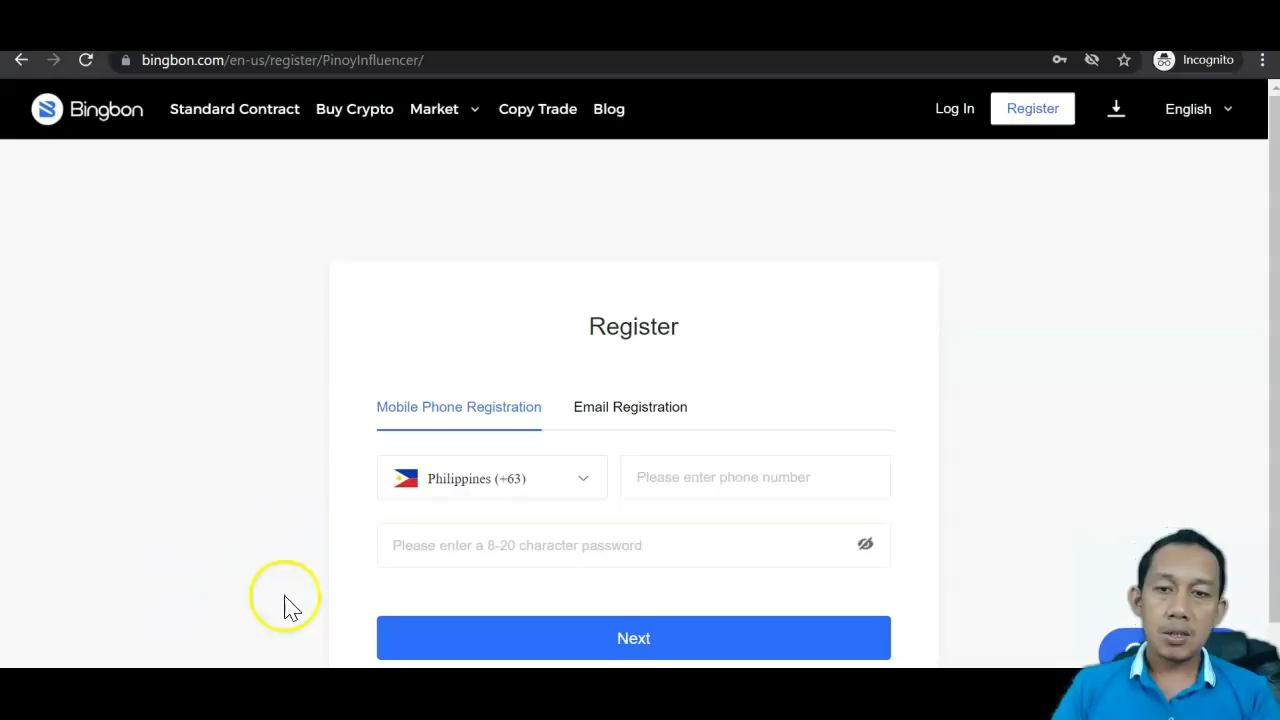 bingbon.com/en-us/register/PinoyInfluencer/
Incognito
Bingbon
Standard Contract
Buy Crypto
Market
Copy Trade
Blog
Log In
Register
English
Register
Mobile Phone Registration
Email Registration
Philippines (+63)
Please enter phone number
Please enter a 8-20 character password
Next